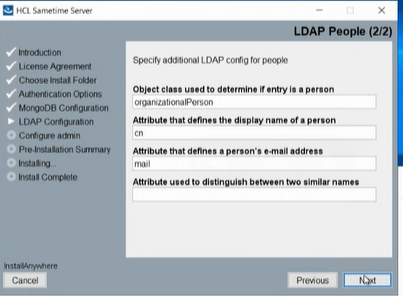 HCL Sametime Server
LDAP People (2/2)
Introduction
License Agreement
Choose Install Folder
Authentication Options
MongoDB Configuration
LDAP Configuration
Configure admin
Pre-Installation Summary
Installing...
Install Complete
Specify additional LDAP config for people
Object class used to determine if entry is a person
organizationalPerson
Attribute that defines the display name of a person
cn
Attribute that defines a person's e-mail address
mail
Attribute used to distinguish between two similar names
InstallAnywhere
Cancel
Previous
Next